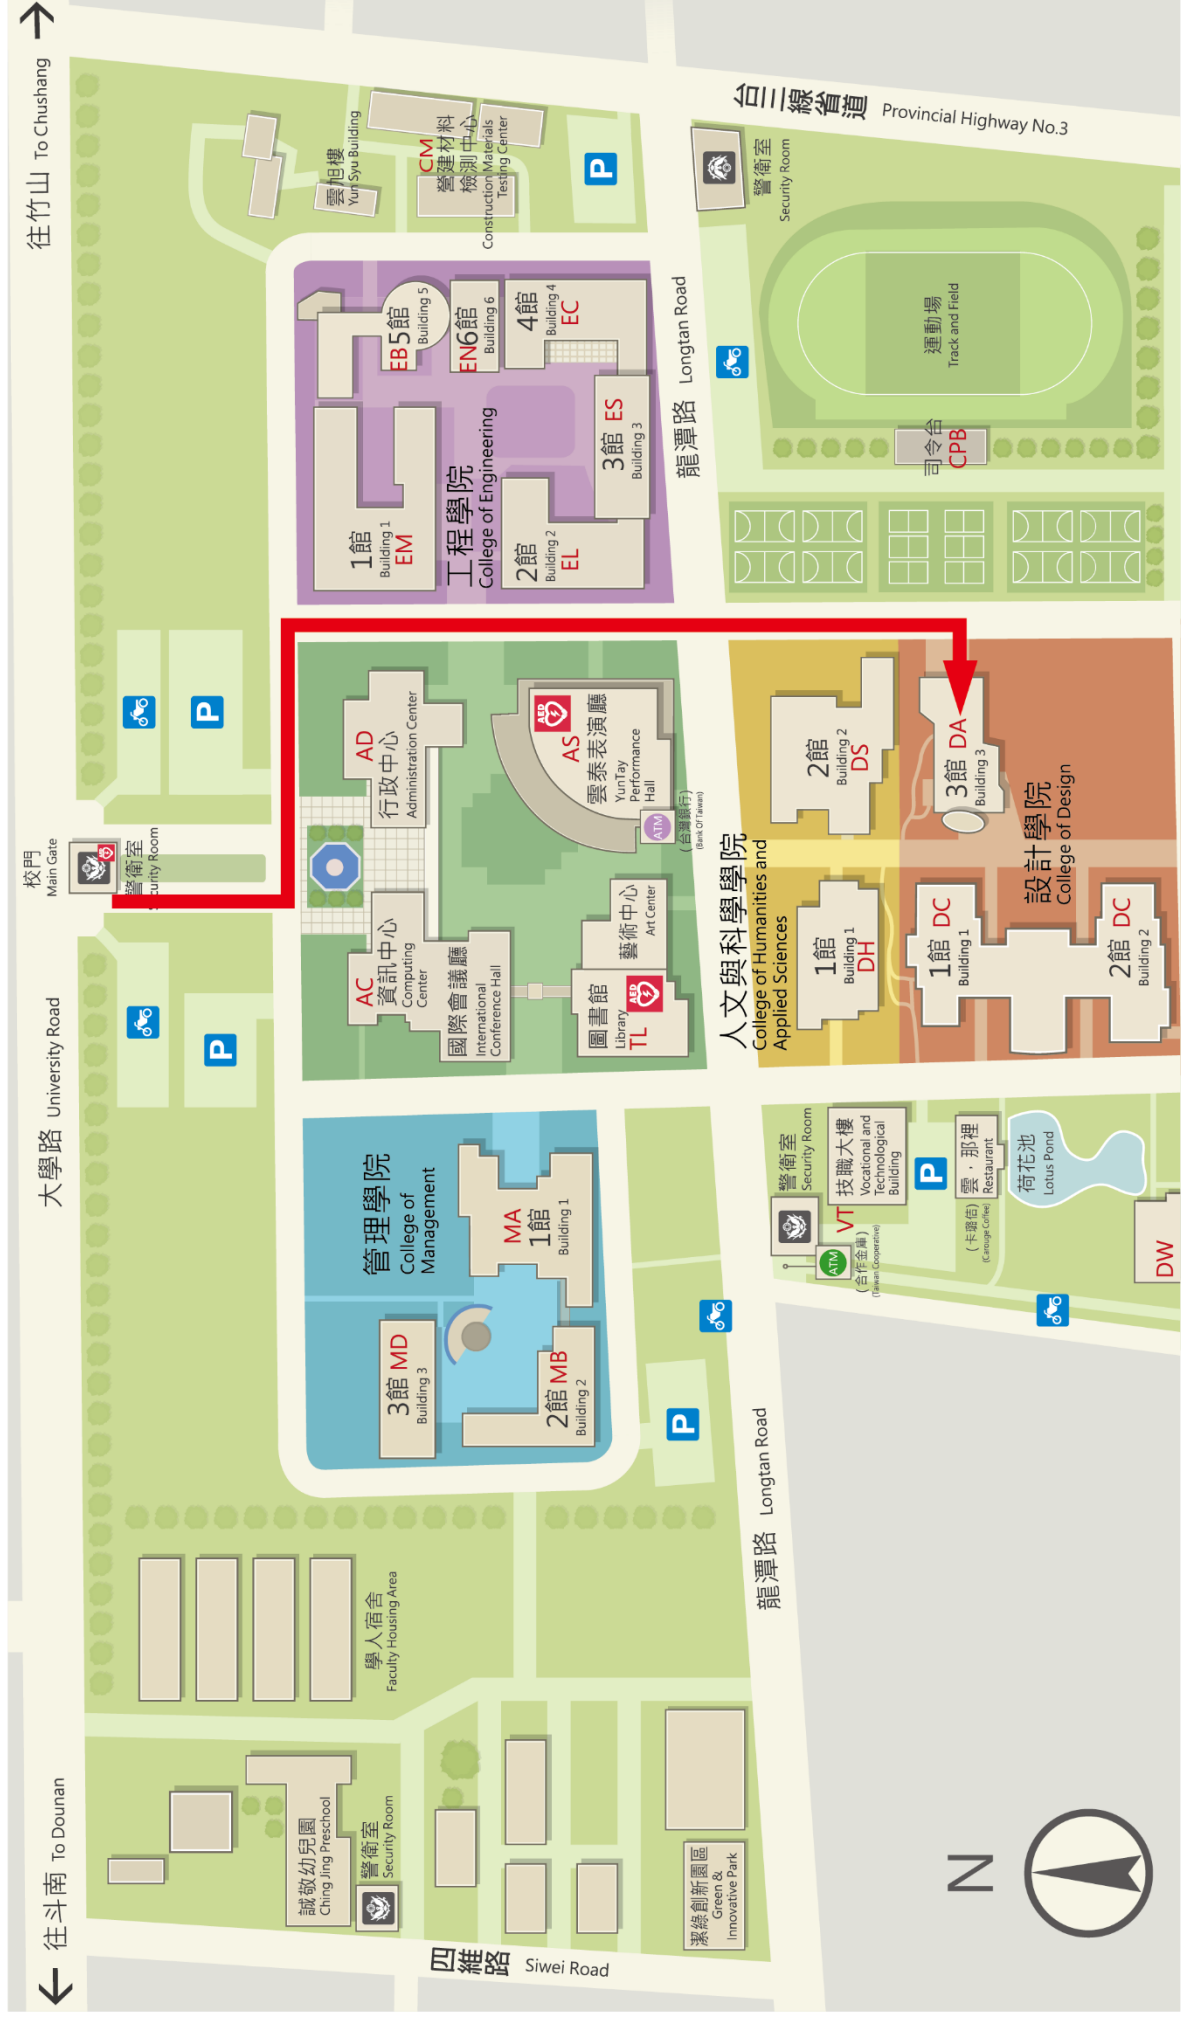 往竹山 To Chushang
大學路 University Road
往斗南 To Dounan
校門
Main Gate
警衛室
Security Room
雲旭樓
Yun Syu Building
CM
營建材料
檢測中心
Construction Materials
Testing Center
P
台三線省道 Provincial Highway No.3
警衛室
Security Room
EB5館
Building 5
EN6館
Building 6
4館
Building 4
EC
3館 ES
Building 3
1館
Building 1
EM
工程學院
College of Engineering
2館
Building 2
EL
龍潭路 Longtan Road
運動場
Track and Field
司令台
CPB
P
AD
行政中心
Administration Center
AED
AS
雲泰表演廳
YunTay
Performance
Hall
ATM
(台灣銀行)
(Bank Of Taiwan)
AC
資訊中心
Computing
Center
國際會議廳
International
Conference Hall
藝術中心
Art Center
圖書館
Library
TL
AED
人文與科學學院
College of Humanities and
Applied Sciences
2館
Building 2
DS
1館
Building 1
DH
3館 DA
Building 3
設計學院
College of Design
1館 DC
Building 1
2館 DC
Building 2
P
管理學院
College of
Management
MA
1館
Building 1
3館 MD
Building 3
2館 MB
Building 2
警衛室
Security Room
技職大樓
Vocational and
Technological
Building
VT
ATM
(合作金庫)
(Taiwan Cooperative)
P
雲．那裡
Restaurant
(卡璐佶)
(Carouge Coffee)
荷花池
Lotus Pond
DW
P
龍潭路 Longtan Road
學人宿舍
Faculty Housing Area
誠敬幼兒園
Ching Jing Preschool
警衛室
Security Room
潔綠創新園區
Green &
Innovative Park
四維路 Siwei Road
N